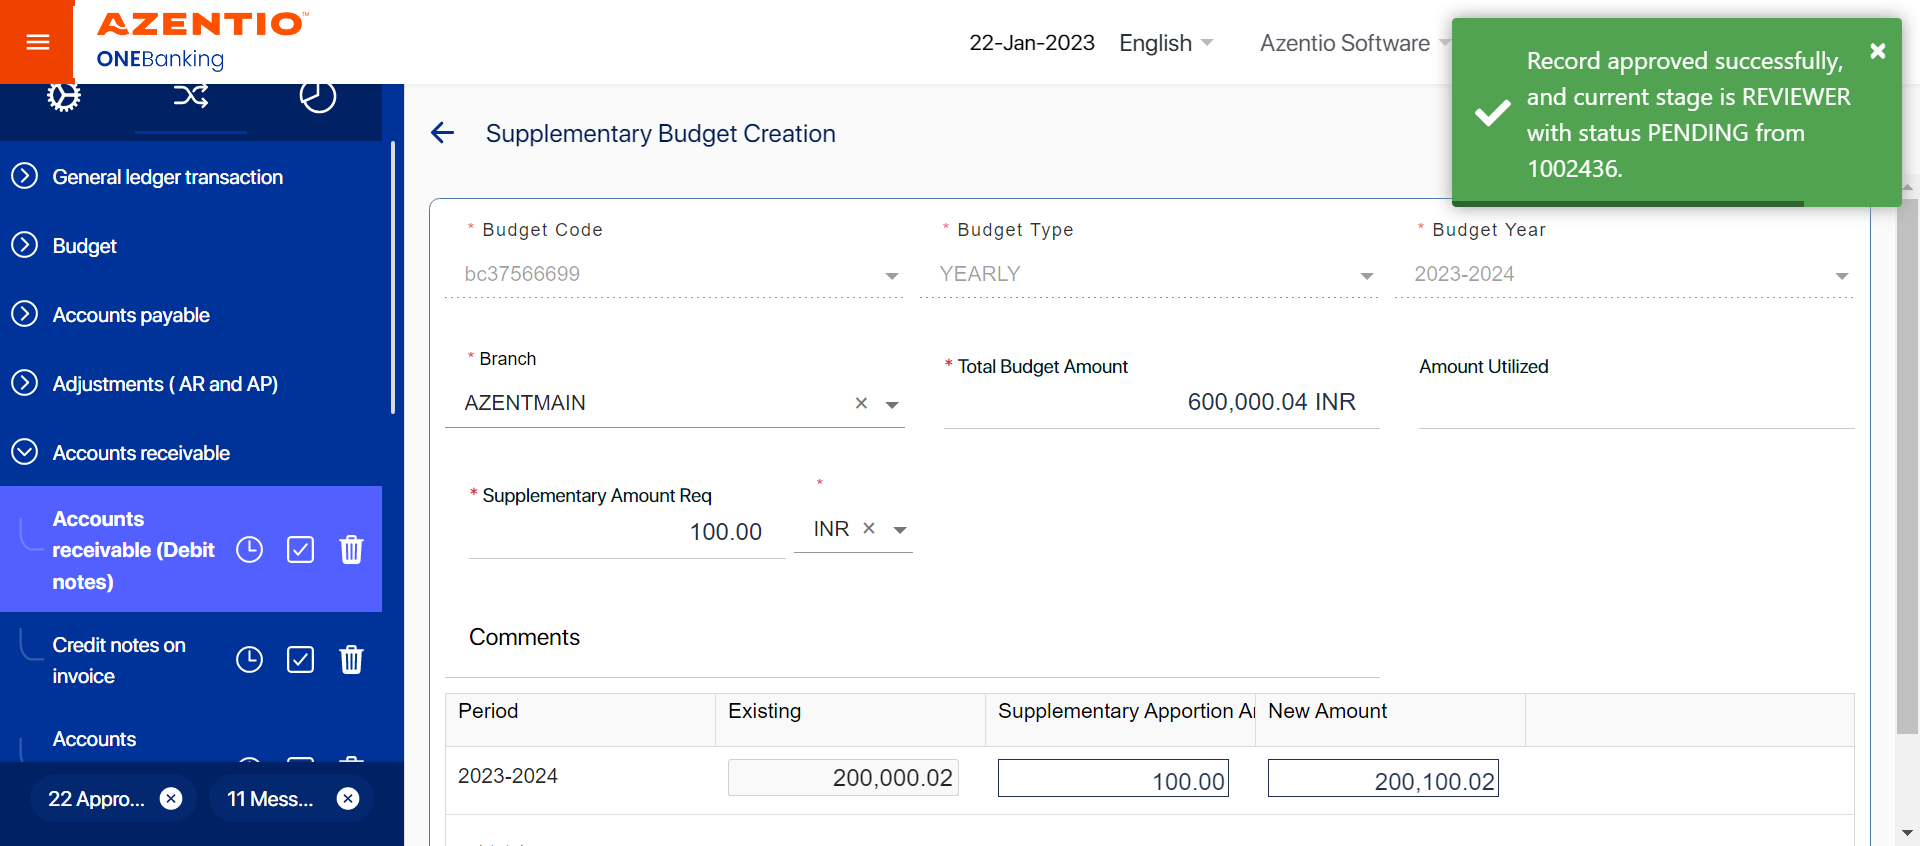 AZENTIO™
ONEBanking
22-Jan-2023
English
Azentio Software
Record approved successfully,
and current stage is REVIEWER
with status PENDING from
1002436.
General ledger transaction
Budget
Accounts payable
Adjustments ( AR and AP)
Accounts receivable
Accounts
receivable (Debit
notes)
Credit notes on
invoice
Accounts
22 Appro...
11 Mess...
Supplementary Budget Creation
* Budget Code
bc37566699
* Budget Type
YEARLY
* Budget Year
2023-2024
* Branch
AZENTMAIN
* Total Budget Amount
600,000.04 INR
Amount Utilized
* Supplementary Amount Req
100.00
*
INR
Comments
Period Existing Supplementary Apportion New Amount
2023-2024 200,000.02 100.00 200,100.02